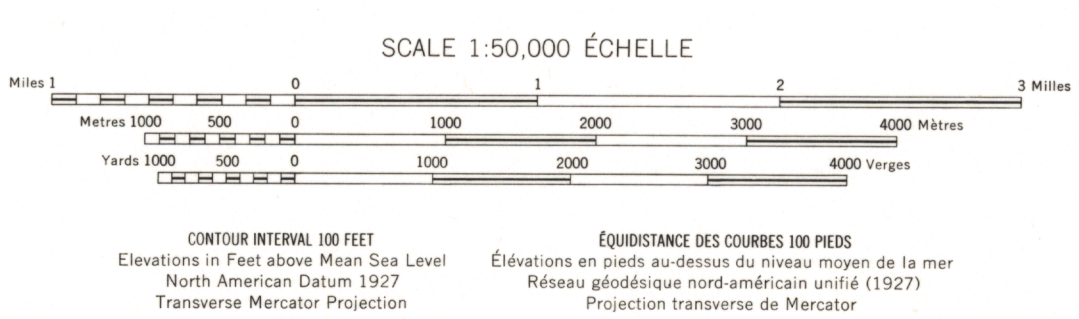 SCALE 1:50,000 ÉCHELLE
Miles 1 0 1 2 3 Milles
Metres 1000 500 0 1000 2000 3000 4000 Mètres
Yards 1000 500 0 1000 2000 3000 4000 Verges
CONTOUR INTERVAL 100 FEET
Elevations in Feet above Mean Sea Level
North American Datum 1927
Transverse Mercator Projection
ÉQUIDISTANCE DES COURBES 100 PIEDS
Élévations en pieds au-dessus du niveau moyen de la mer
Réseau géodésique nord-américain unifié (1927)
Projection transverse de Mercator